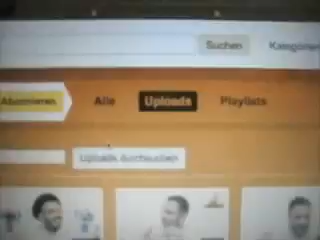 Suchen Kategorien
Abonnieren Alle Uploads Playlists
Uploads durchsuchen